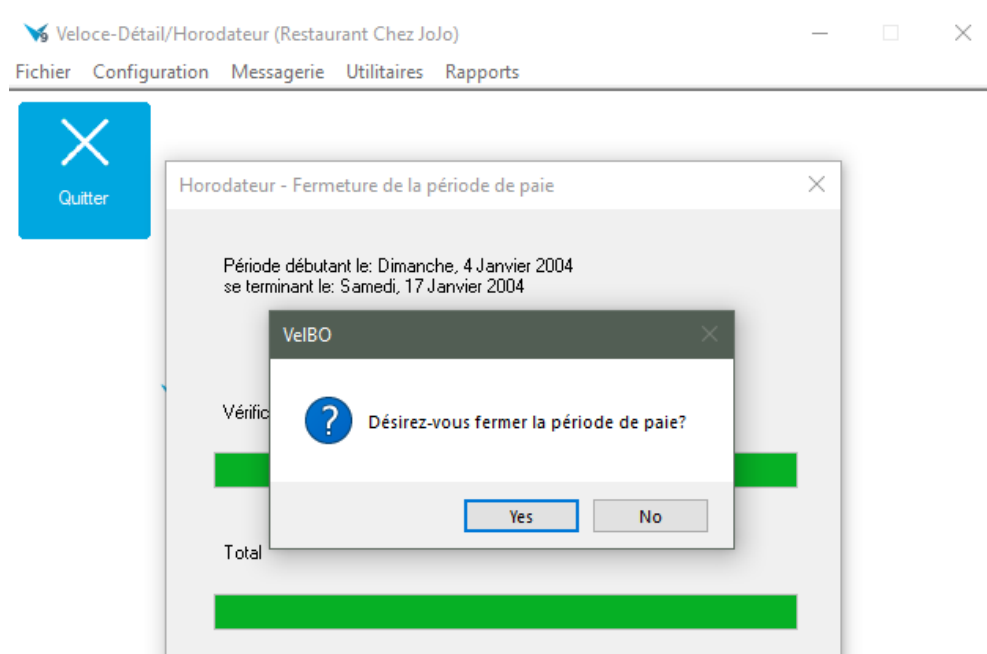 Veloce-Détail/Horodateur (Restaurant Chez JoJo)
Fichier Configuration Messagerie Utilitaires Rapports
Quitter
Horodateur - Fermeture de la période de paie
Période débutant le: Dimanche, 4 Janvier 2004
se terminant le: Samedi, 17 Janvier 2004
VelBO
Vérific
Désirez-vous fermer la période de paie?
Yes No
Total